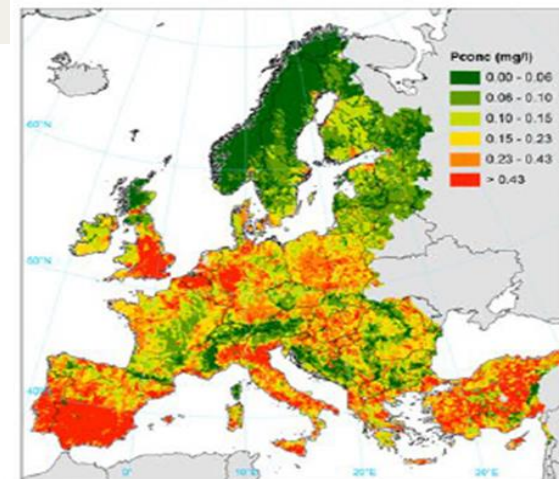 Pconc (mg/l)
0.00 - 0.06
0.06 - 0.10
0.10 - 0.15
0.15 - 0.23
0.23 - 0.43
> 0.43
60°N
50°N
40°N
0°
10°E
20°E
30°E